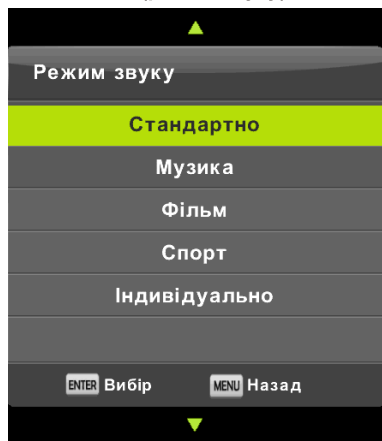 Режим звуку
Стандартно
Музика
Фільм
Спорт
Індивідуально
ENTER Вибір MENU Назад